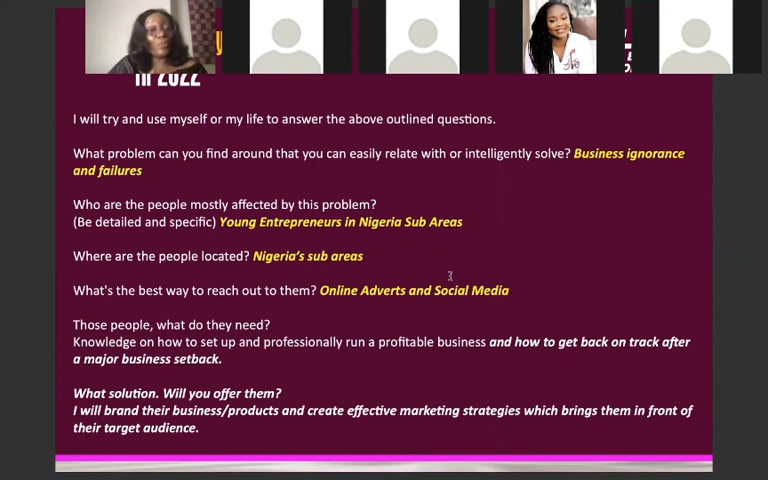 in 2022
I will try and use myself or my life to answer the above outlined questions.
What problem can you find around that you can easily relate with or intelligently solve? Business ignorance
and failures
Who are the people mostly affected by this problem?
(Be detailed and specific) Young Entrepreneurs in Nigeria Sub Areas
Where are the people located? Nigeria's sub areas
What's the best way to reach out to them? Online Adverts and Social Media
Those people, what do they need?
Knowledge on how to set up and professionally run a profitable business and how to get back on track after
a major business setback.
What solution. Will you offer them?
I will brand their business/products and create effective marketing strategies which brings them in front of
their target audience.